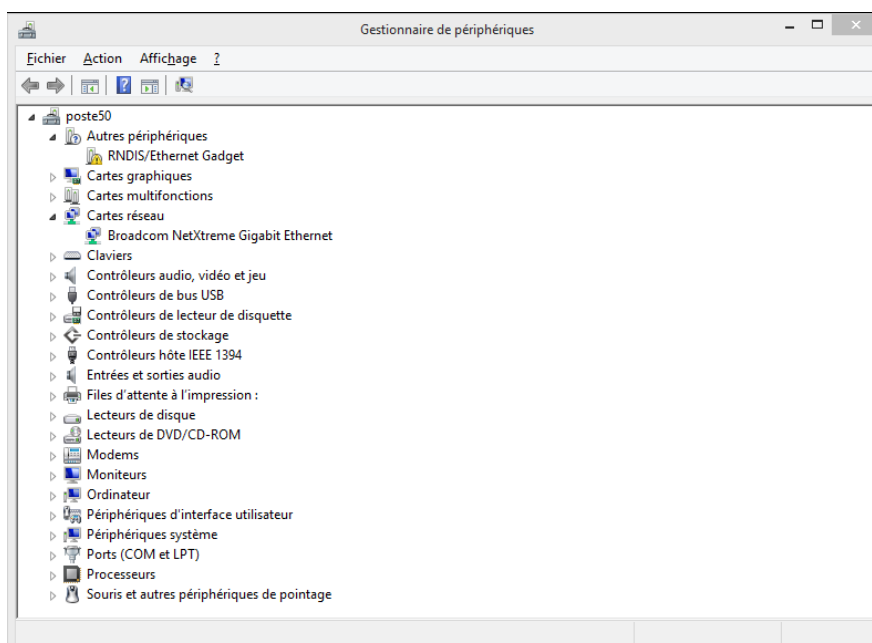 Gestionnaire de périphériques
Fichier Action Affichage ?
poste50
Autres périphériques
RNDIS/Ethernet Gadget
Cartes graphiques
Cartes multifonctions
Cartes réseau
Broadcom NetXtreme Gigabit Ethernet
Claviers
Contrôleurs audio, vidéo et jeu
Contrôleurs de bus USB
Contrôleurs de lecteur de disquette
Contrôleurs de stockage
Contrôleurs hôte IEEE 1394
Entrées et sorties audio
Files d'attente à l'impression :
Lecteurs de disque
Lecteurs de DVD/CD-ROM
Modems
Moniteurs
Ordinateur
Périphériques d'interface utilisateur
Périphériques système
Ports (COM et LPT)
Processeurs
Souris et autres périphériques de pointage